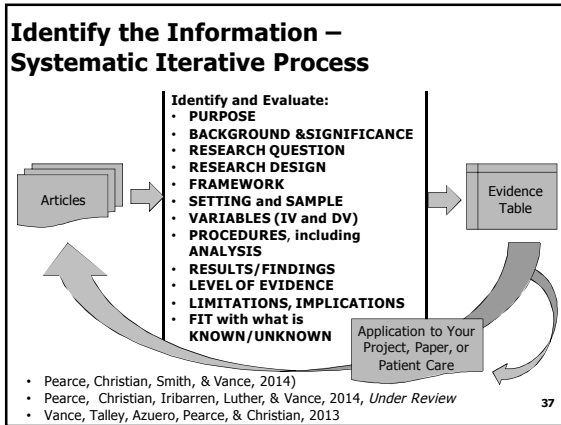 Identify the Information –
Systematic Iterative Process
Articles
Identify and Evaluate:
• PURPOSE
• BACKGROUND &SIGNIFICANCE
• RESEARCH QUESTION
• RESEARCH DESIGN
• FRAMEWORK
• SETTING and SAMPLE
• VARIABLES (IV and DV)
• PROCEDURES, including
ANALYSIS
• RESULTS/FINDINGS
• LEVEL OF EVIDENCE
• LIMITATIONS, IMPLICATIONS
• FIT with what is
KNOWN/UNKNOWN
Evidence
Table
Application to Your
Project, Paper, or
Patient Care
• Pearce, Christian, Smith, & Vance, 2014)
• Pearce, Christian, Iribarren, Luther, & Vance, 2014, Under Review
• Vance, Talley, Azuero, Pearce, & Christian, 2013
37